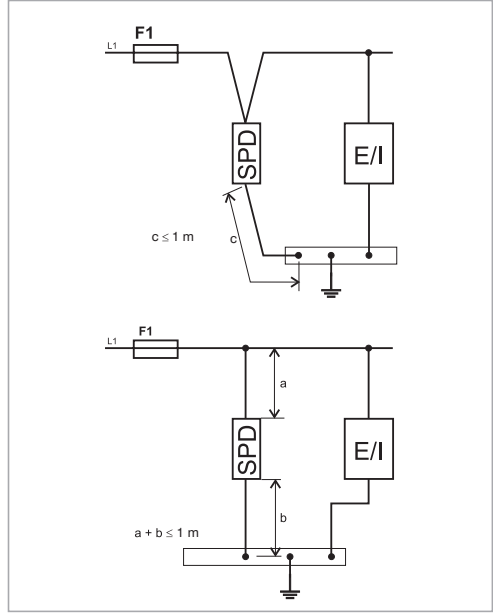 F1
L1
SPD
E/I
c ≤ 1 m
c
F1
L1
a
SPD
E/I
b
a + b ≤ 1 m